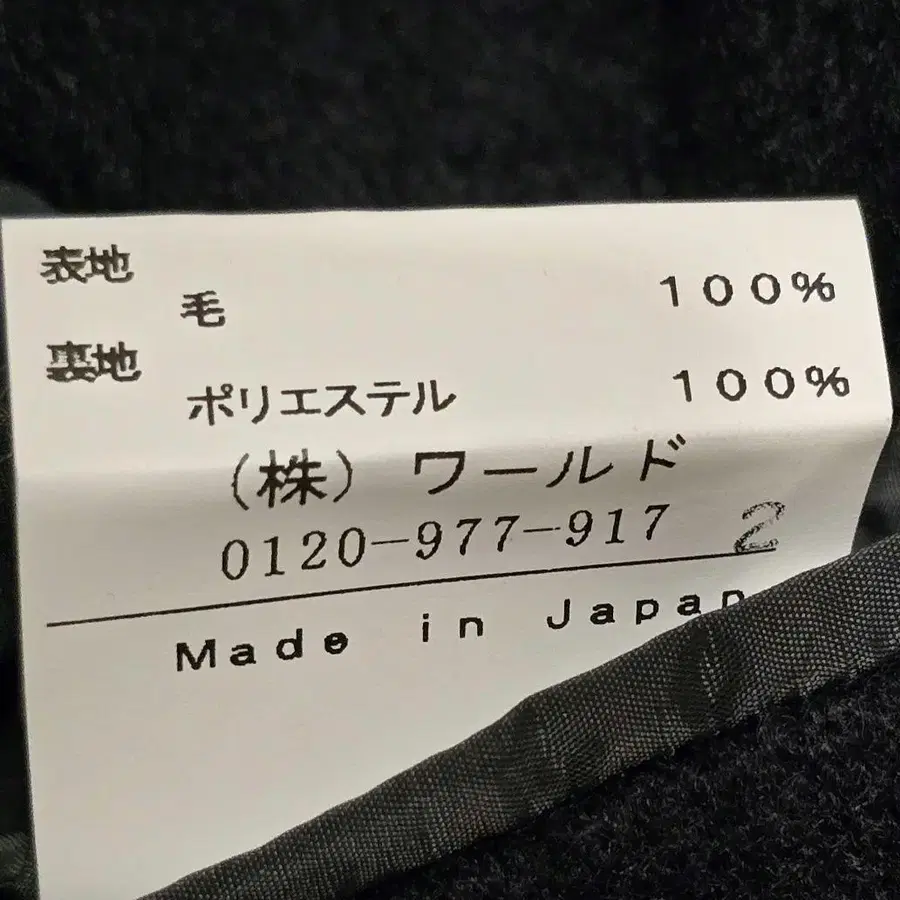 表地
毛 100%
裏地
ポリエステル 100%
(株) ワールド
0120-977-917 2
Made in Japan